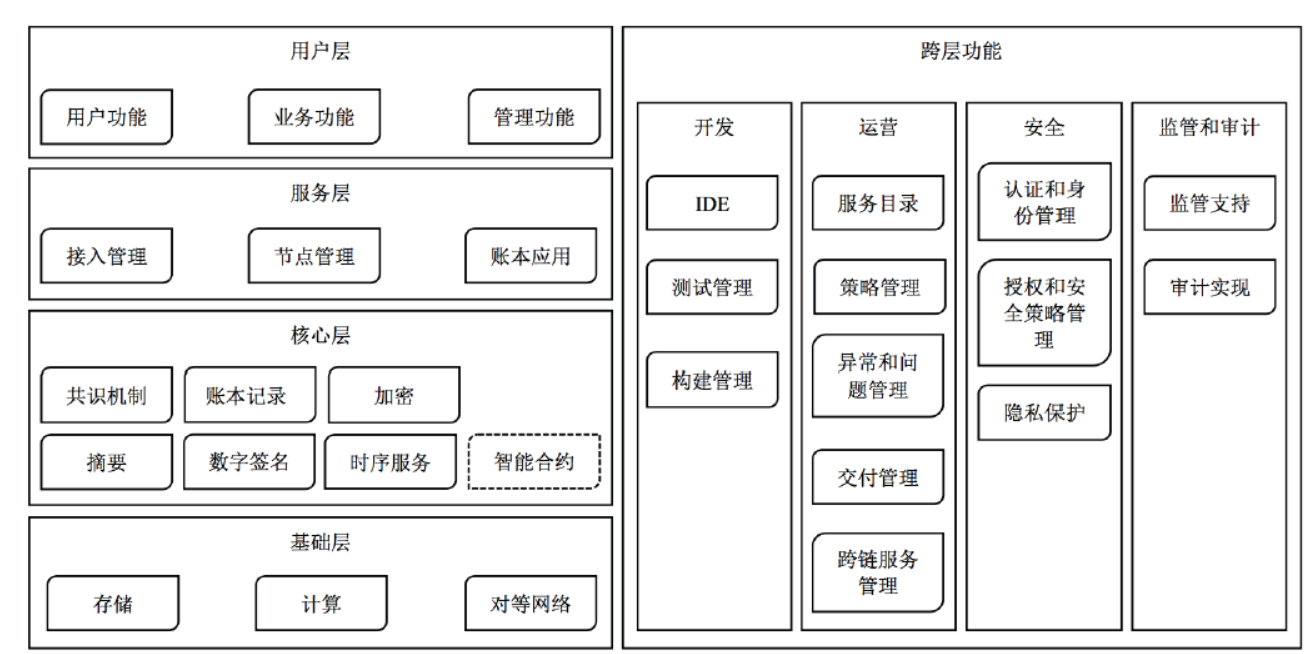 用户层
用户功能
业务功能
管理功能
服务层
接入管理
节点管理
账本应用
核心层
共识机制
账本记录
加密
摘要
数字签名
时序服务
智能合约
基础层
存储
计算
对等网络
跨层功能
开发
IDE
测试管理
构建管理
运营
服务目录
策略管理
异常和问
题管理
交付管理
跨链服务
管理
安全
认证和身
份管理
授权和安
全策略管
理
隐私保护
监管和审计
监管支持
审计实现